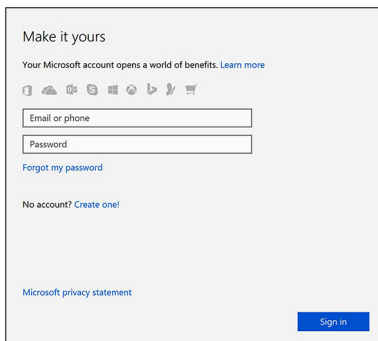 Make it yours
Your Microsoft account opens a world of benefits. Learn more
Email or phone
Password
Forgot my password
No account? Create one!
Microsoft privacy statement
Sign in